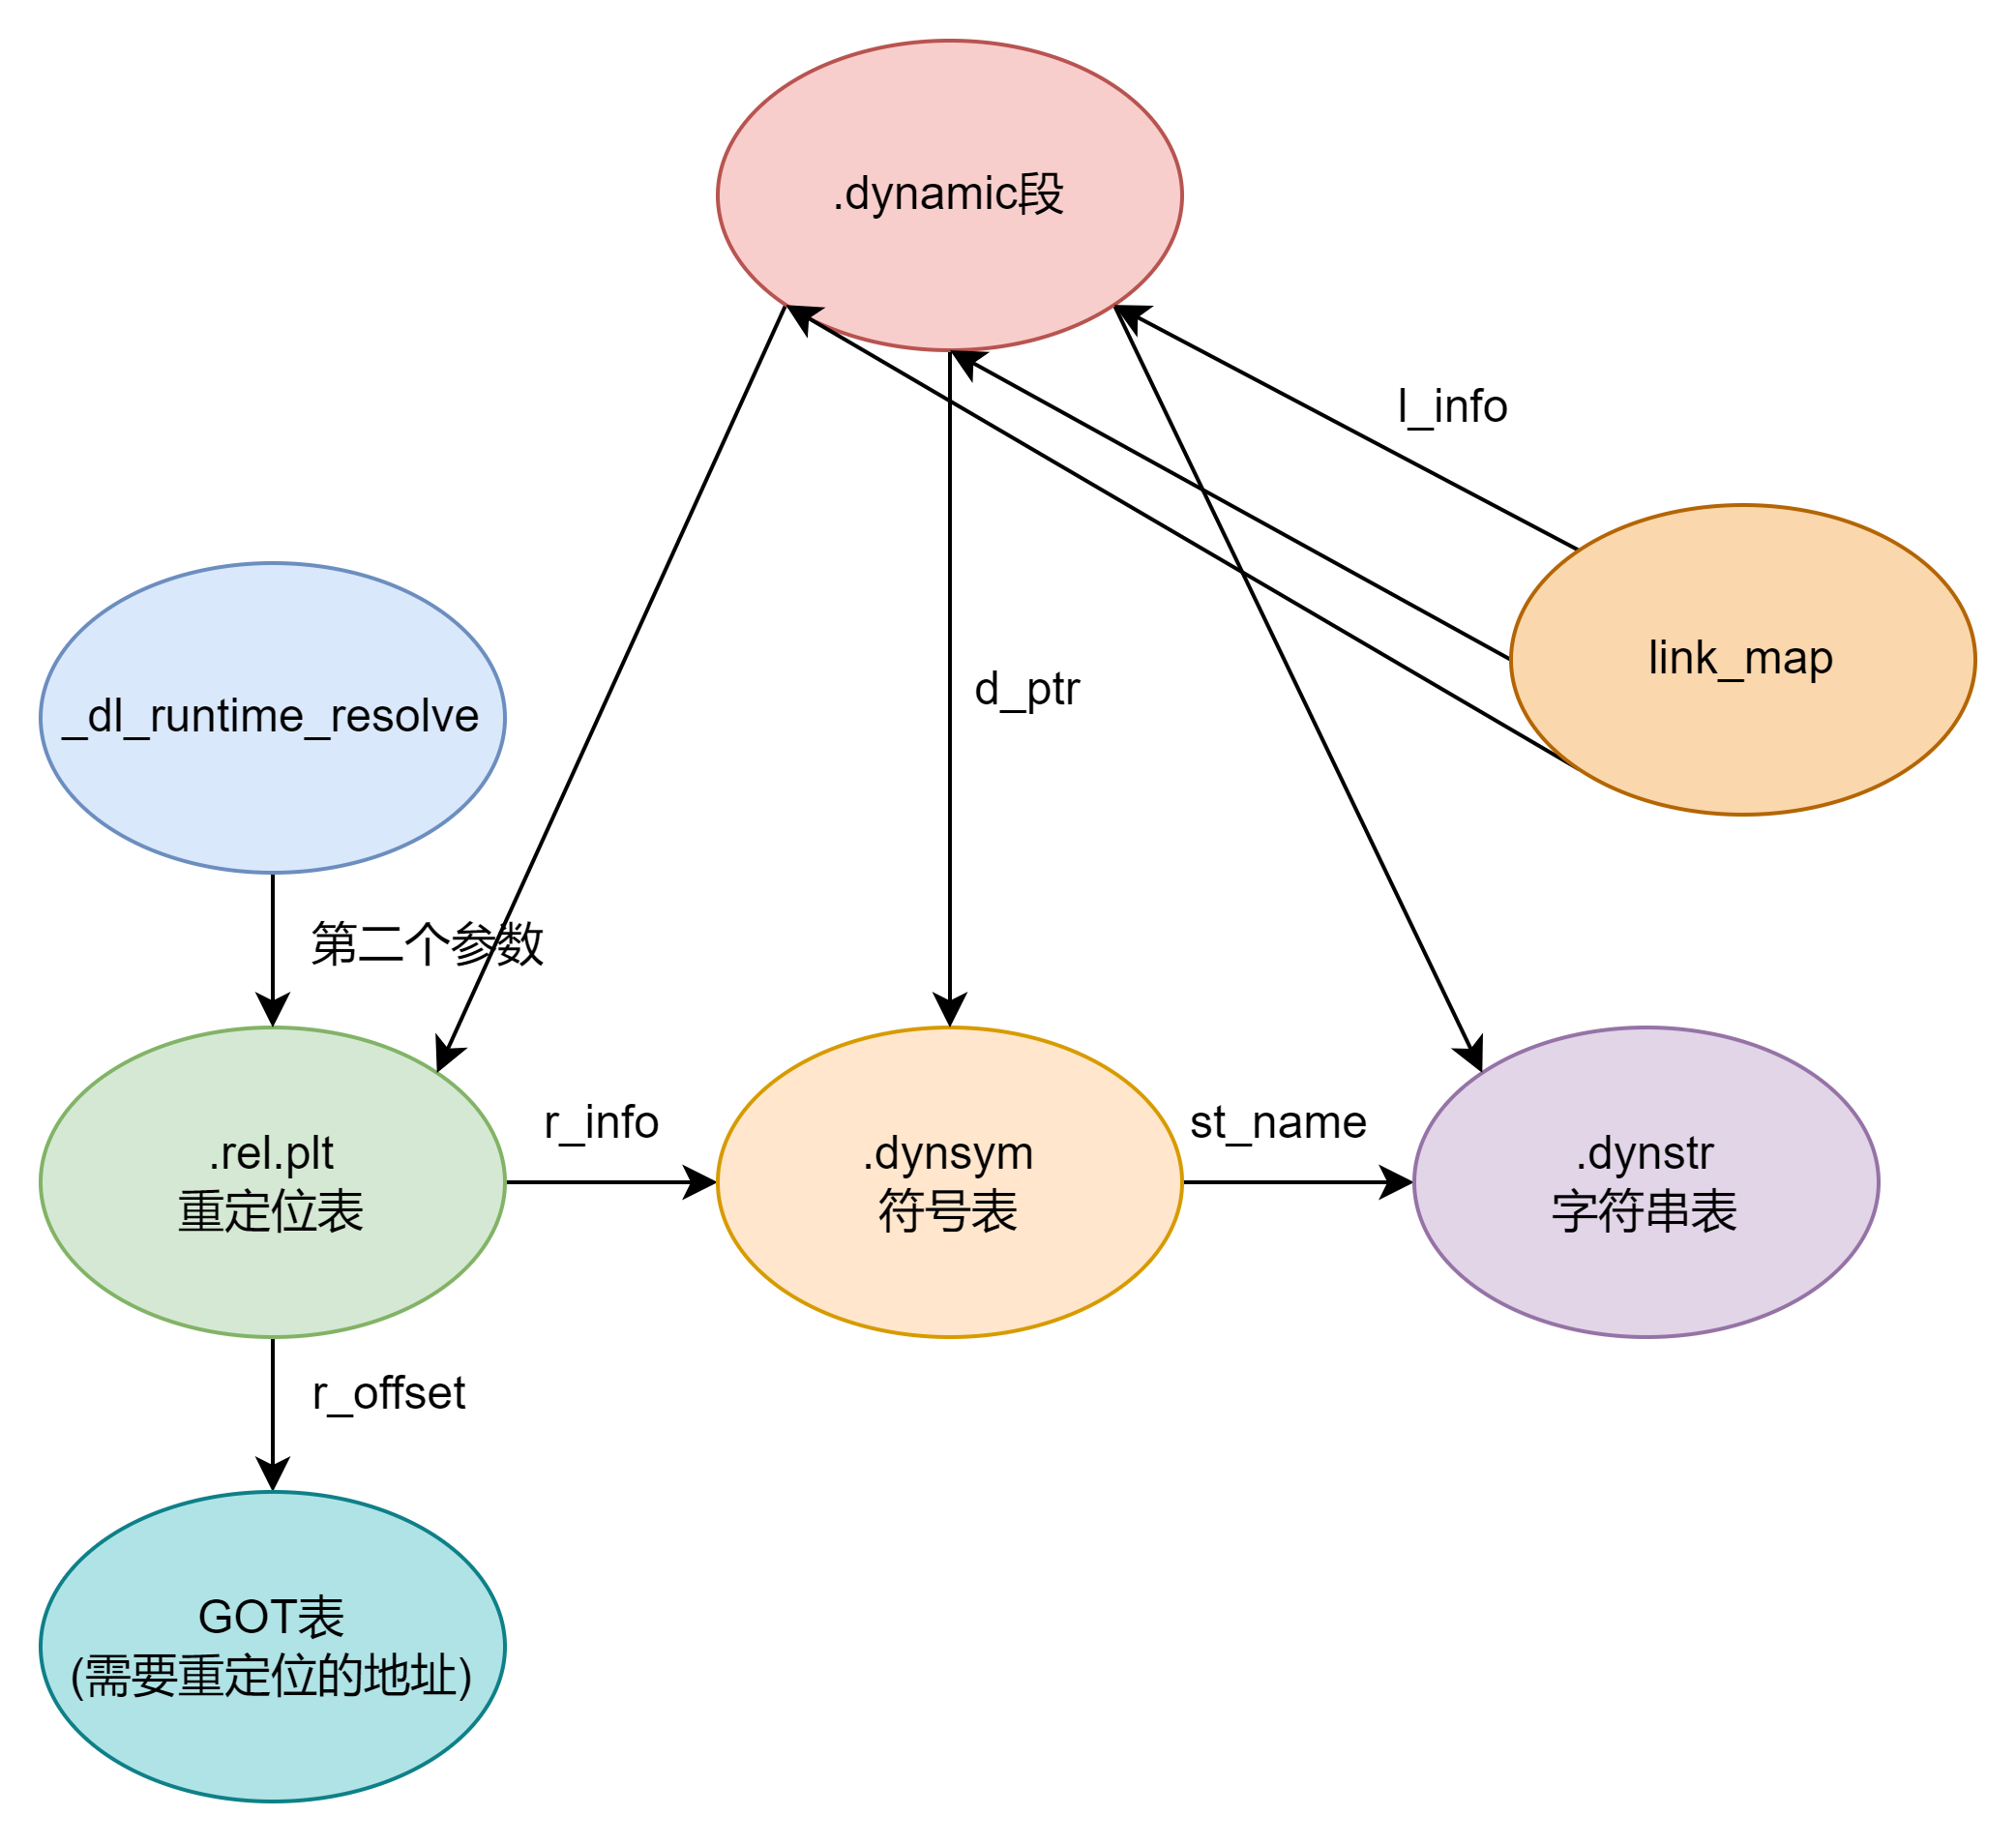 .dynamic段
l_info
link_map
d_ptr
_dl_runtime_resolve
第二个参数
.rel.plt
重定位表
r_info
.dynsym
符号表
st_name
.dynstr
字符串表
r_offset
GOT表
(需要重定位的地址)